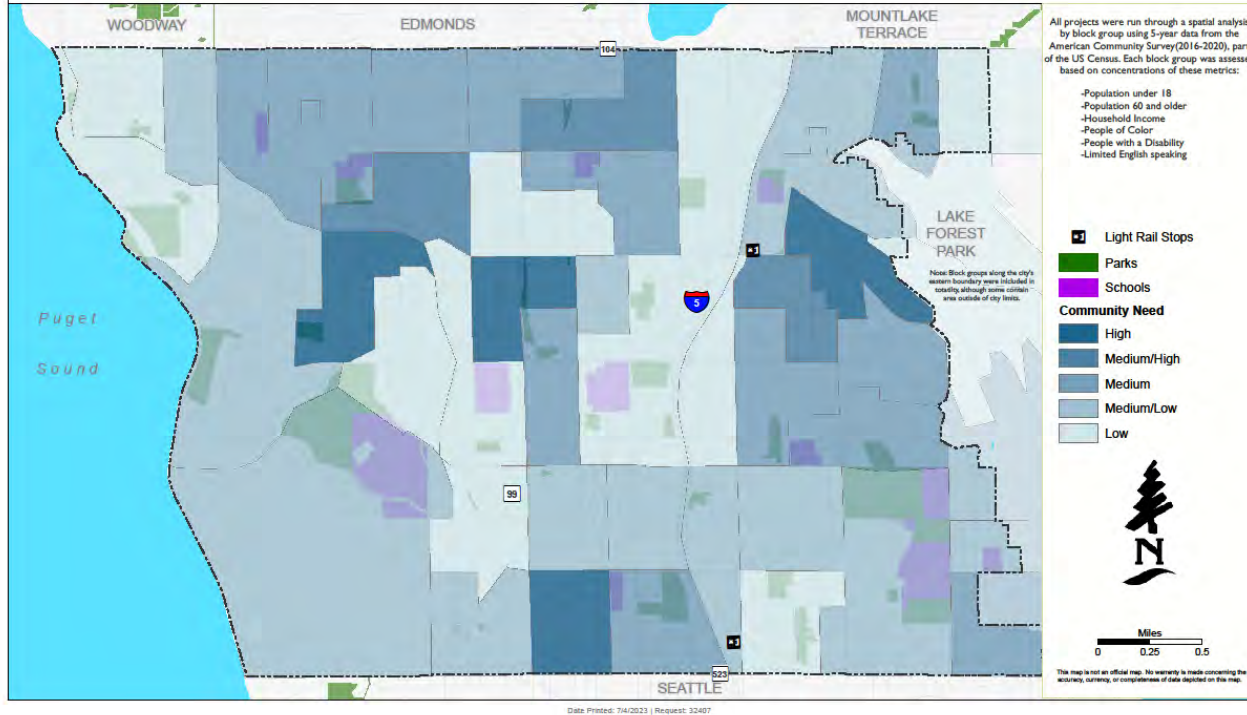 WOODWAY
EDMONDS
MOUNTLAKE
TERRACE
104
All projects were run through a spatial analysis
by block group using 5-year data from the
American Community Survey(2016-2020), part
of the US Census. Each block group was assesse
based on concentrations of these metrics:
-Population under 18
-Population 60 and older
-Household Income
-People of Color
-People with a Disability
-Limited English speaking
LAKE
FOREST
PARK
Note: Block groups along the city's
eastern boundary were included in
totality, although some contain
area outside of city limits.
Light Rail Stops
Parks
Schools
Community Need
High
Medium/High
Medium
Medium/Low
Low
5
Puget
Sound
99
N
Miles
0 0.25 0.5
523
SEATTLE
This map is not an official map. No warranty is made concerning the
accuracy, currency, or completeness of data depicted on this map.
Date Printed: 7/4/2023 | Request: 32407